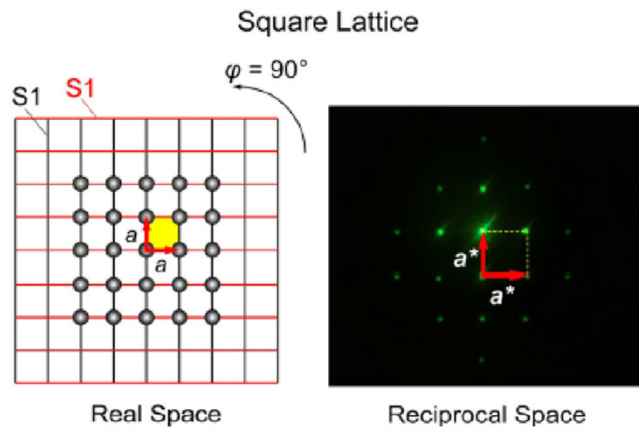 Square Lattice
φ = 90°
S1
S1
a
a
a*
a*
Real Space
Reciprocal Space